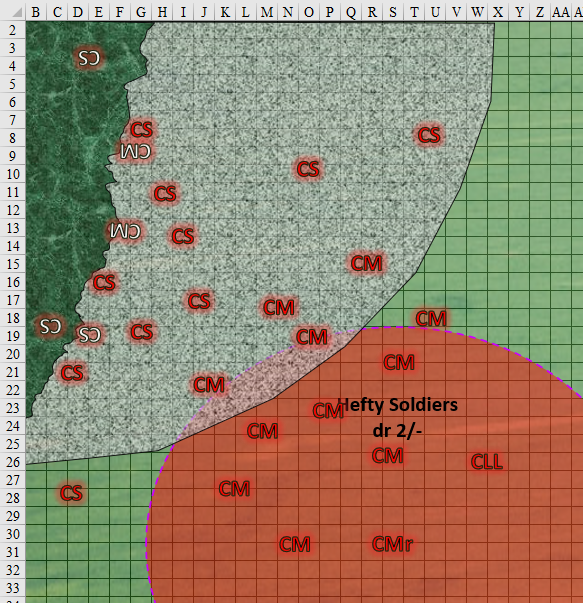 B C D E F G H I J K L M N O P Q R S T U V W X Y Z AA
2
3 CS
4
5
6
7 CS
8 CS
9 CM
10 CS
11 CS
12
13 CM CS
14
15 CM
16 CS
17 CS CM
18 CS CM
19 CS CS CM
20 CM
21 CS
22 CM
23 CM Hefty Soldiers
24 CM dr 2/-
25 CM
26 CLL
27 CM
28 CS
29
30 CM CMr
31
32
33